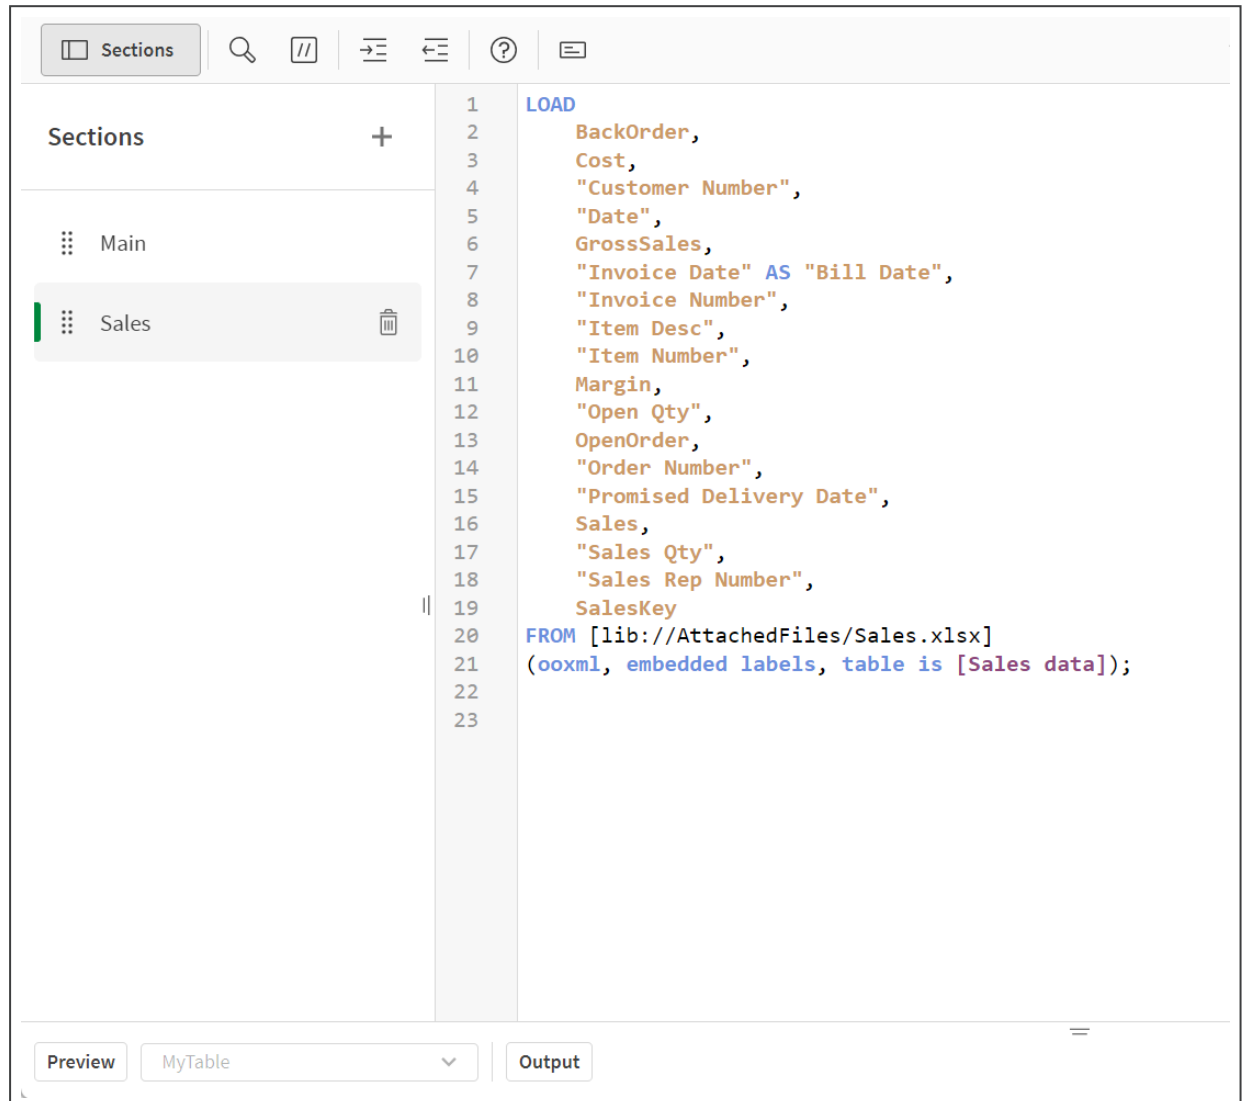 Sections
//
?
Sections
+
Main
Sales
1 LOAD
2 BackOrder,
3 Cost,
4 "Customer Number",
5 "Date",
6 GrossSales,
7 "Invoice Date" AS "Bill Date",
8 "Invoice Number",
9 "Item Desc",
10 "Item Number",
11 Margin,
12 "Open Qty",
13 OpenOrder,
14 "Order Number",
15 "Promised Delivery Date",
16 Sales,
17 "Sales Qty",
18 "Sales Rep Number",
19 SalesKey
20 FROM [lib://AttachedFiles/Sales.xlsx]
21 (ooxml, embedded labels, table is [Sales data]);
22
23
Preview MyTable Output